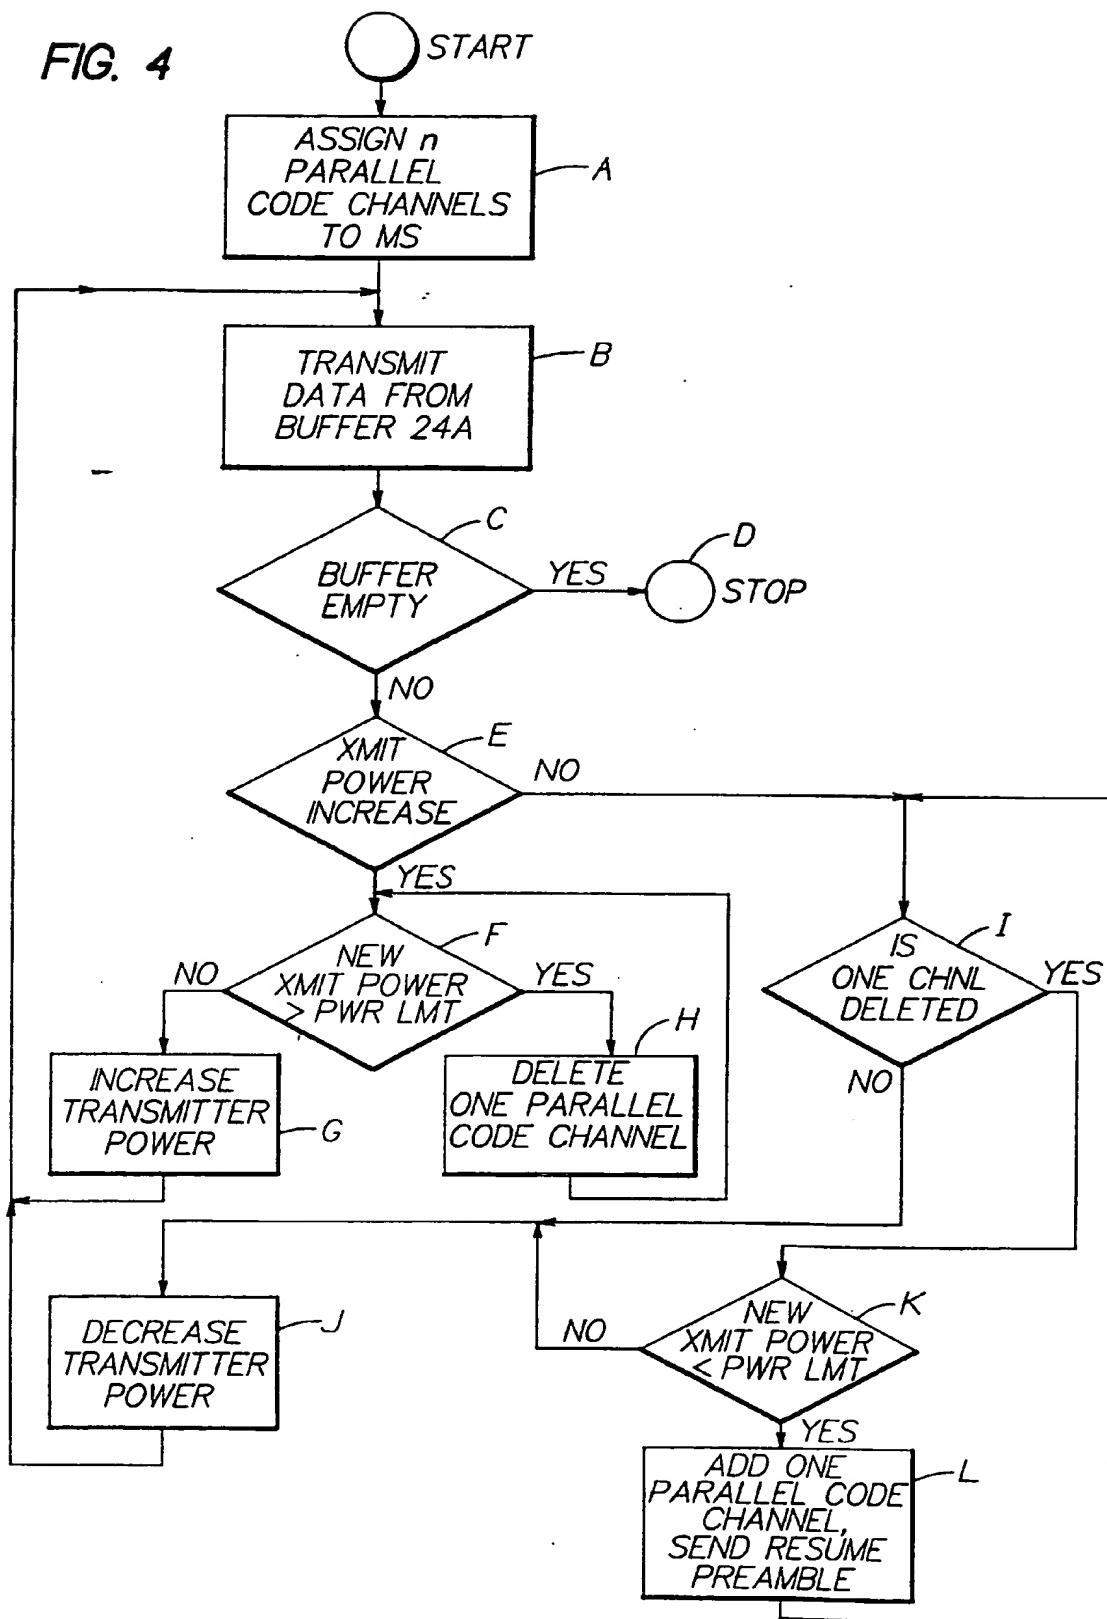 FIG. 4
START
ASSIGN n
PARALLEL
CODE CHANNELS
TO MS
A
TRANSMIT
DATA FROM
BUFFER 24A
B
C
BUFFER
EMPTY
YES
D
STOP
NO
E
XMIT
POWER
INCREASE
NO
YES
F
NEW
XMIT POWER
> PWR LMT
NO
YES
I
IS
ONE CHNL
DELETED
YES
NO
H
DELETE
ONE PARALLEL
CODE CHANNEL
INCREASE
TRANSMITTER
POWER
G
DECREASE
TRANSMITTER
POWER
J
K
NEW
XMIT POWER
< PWR LMT
NO
YES
ADD ONE
PARALLEL CODE
CHANNEL,
SEND RESUME
PREAMBLE
L